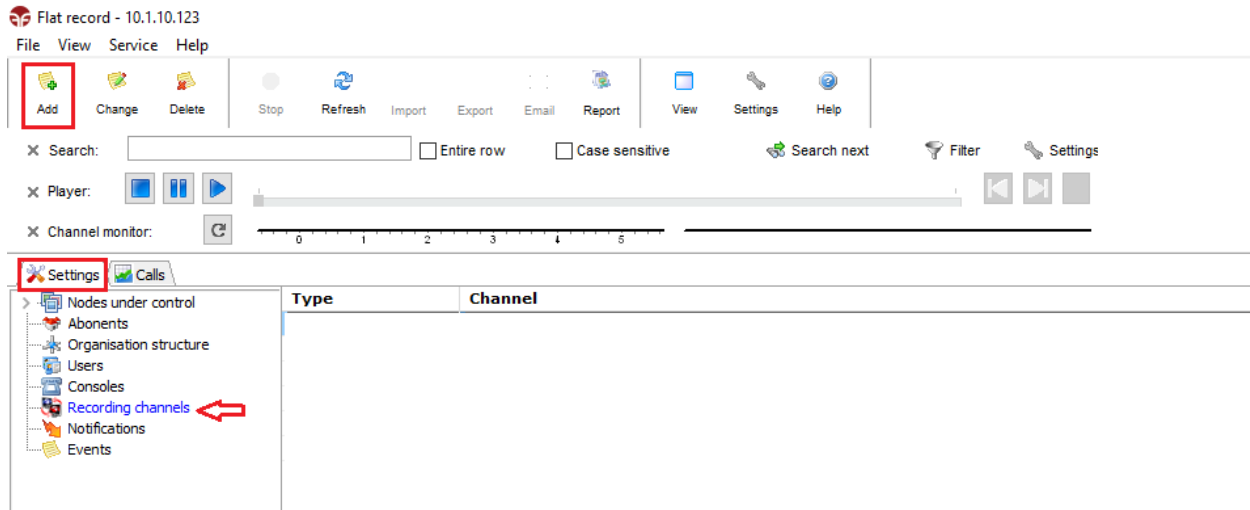 Flat record - 10.1.10.123
File View Service Help
Add Change Delete Stop Refresh Import Export Email Report View Settings Help
Search: Entire row Case sensitive Search next Filter Settings
Player:
Channel monitor: 0 1 2 3 4 5
Settings Calls
Type Channel
Nodes under control
Abonents
Organisation structure
Users
Consoles
Recording channels
Notifications
Events